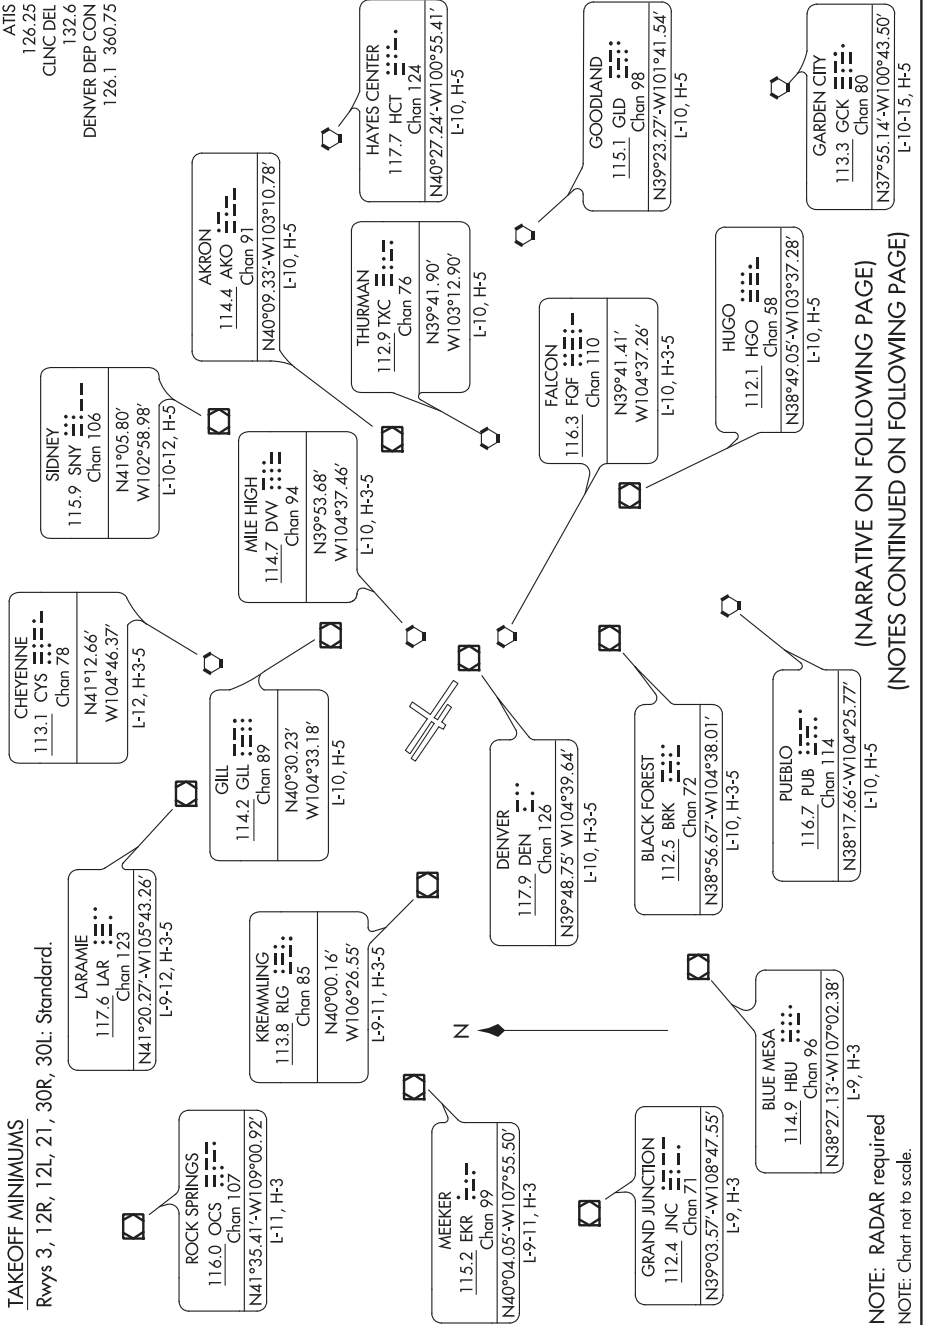 TAKEOFF MINIMUMS
Rwys 3, 12R, 12L, 21, 30R, 30L: Standard.
ATIS
126.25
CLNC DEL
132.6
DENVER DEP CON
126.1 360.75
ROCK SPRINGS
116.0 OCS
Chan 107
N41°35.41'-W109°00.92'
L-11, H-3
LARAMIE
117.6 LAR
Chan 123
N41°20.27'-W105°43.26'
L-9-12, H-3-5
CHEYENNE
113.1 CYS
Chan 78
N41°12.66'
W104°46.37'
L-12, H-3-5
SIDNEY
115.9 SNY
Chan 106
N41°05.80'
W102°58.98'
L-10-12, H-5
AKRON
114.4 AKO
Chan 91
N40°09.33'-W103°10.78'
L-10, H-5
HAYES CENTER
117.7 HCT
Chan 124
N40°27.24'-W100°55.41'
L-10, H-5
KREMMLING
113.8 RLG
Chan 85
N40°00.16'
W106°26.55'
L-9-11, H-3-5
GILL
114.2 GLL
Chan 89
N40°30.23'
W104°33.18'
L-10, H-5
MILE HIGH
114.7 DVV
Chan 94
N39°53.68'
W104°37.46'
L-10, H-3-5
THURMAN
112.9 TXC
Chan 76
N39°41.90'
W103°12.90'
L-10, H-5
GOODLAND
115.1 GLD
Chan 98
N39°23.27'-W101°41.54'
L-10, H-5
MEEKER
115.2 EKR
Chan 99
N40°04.05'-W107°55.50'
L-9-11, H-3
N
DENVER
117.9 DEN
Chan 126
N39°48.75' W104°39.64'
L-10, H-3-5
FALCON
116.3 FQF
Chan 110
N39°41.41'
W104°37.26'
L-10, H-3-5
GRAND JUNCTION
112.4 JNC
Chan 71
N39°03.57'-W108°47.55'
L-9, H-3
BLACK FOREST
112.5 BRK
Chan 72
N38°56.67'-W104°38.01'
L-10, H-3-5
HUGO
112.1 HGO
Chan 58
N38°49.05'-W103°37.28'
L-10, H-5
GARDEN CITY
113.3 GCK
Chan 80
N37°55.14'-W100°43.50'
L-10-15, H-5
BLUE MESA
114.9 HBU
Chan 96
N38°27.13'-W107°02.38'
L-9, H-3
PUEBLO
116.7 PUB
Chan 114
N38°17.66'-W104°25.77'
L-10, H-5
NOTE: RADAR required
NOTE: Chart not to scale.
(NARRATIVE ON FOLLOWING PAGE)
(NOTES CONTINUED ON FOLLOWING PAGE)